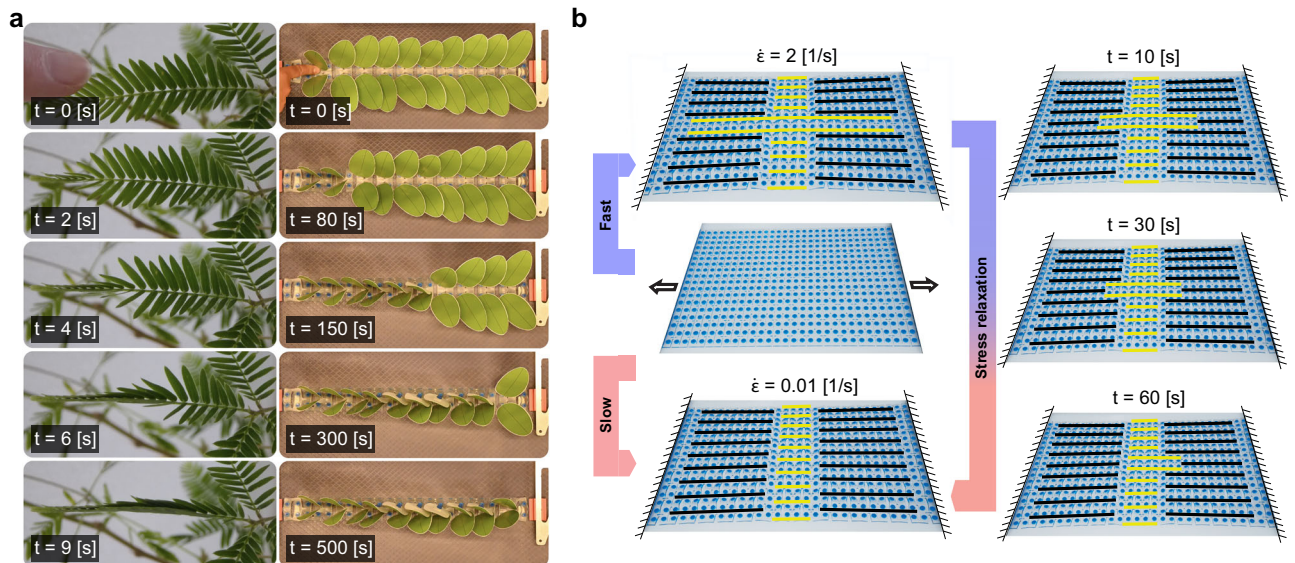 a
t = 0 [s]
t = 2 [s]
t = 4 [s]
t = 6 [s]
t = 9 [s]
t = 0 [s]
t = 80 [s]
t = 150 [s]
t = 300 [s]
t = 500 [s]
b
ε̇ = 2 [1/s]
Fast
Slow
ε̇ = 0.01 [1/s]
Stress relaxation
t = 10 [s]
t = 30 [s]
t = 60 [s]